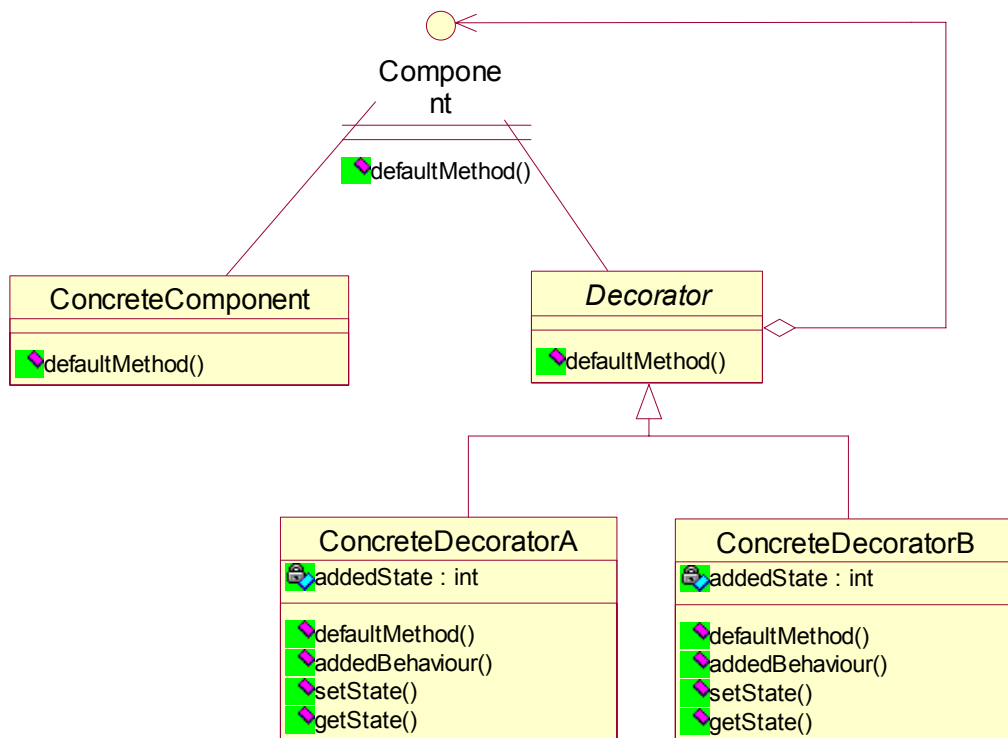 Compone
nt
defaultMethod()
ConcreteComponent
defaultMethod()
Decorator
defaultMethod()
ConcreteDecoratorA
addedState : int
defaultMethod()
addedBehaviour()
setState()
getState()
ConcreteDecoratorB
addedState : int
defaultMethod()
addedBehaviour()
setState()
getState()